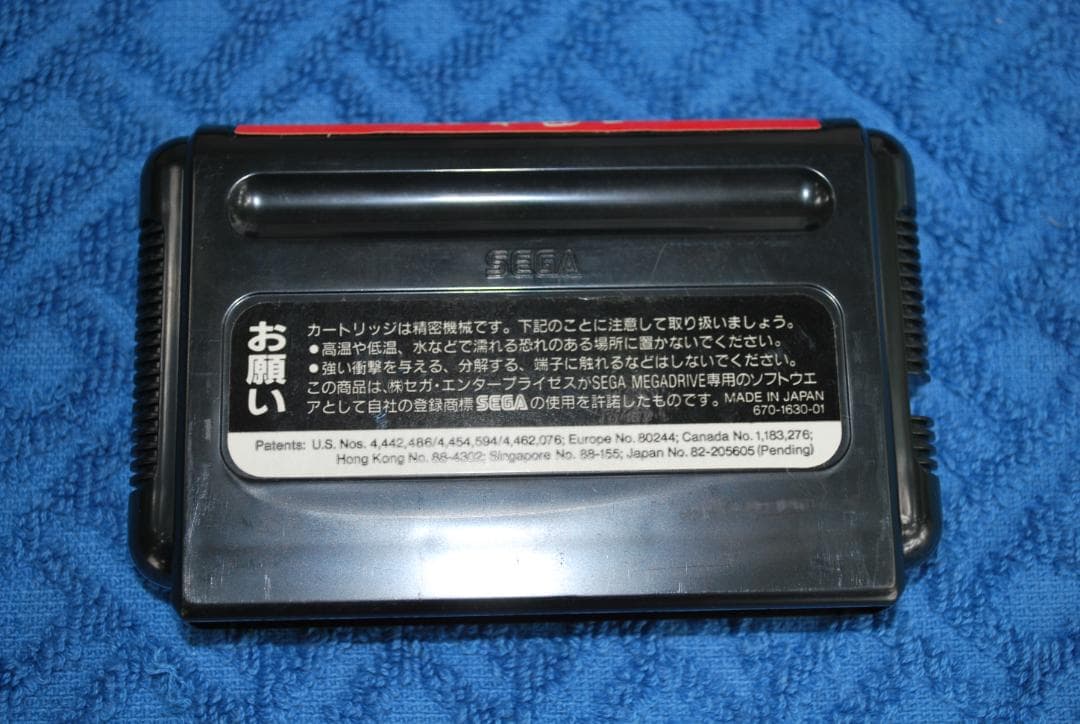 SEGA
お願い
カートリッジは精密機械です。下記のことに注意して取り扱いましょう。
●高温や低温、水などで濡れる恐れのある場所に置かないでください。
●強い衝撃を与える、分解する、端子に触れるなどはしないでください。
この商品は、㈱セガ・エンタープライゼスがSEGA MEGADRIVE専用のソフトウエ
アとして自社の登録商標SEGAの使用を許諾したものです。MADE IN JAPAN
670-1630-01
Patents: U.S. Nos. 4,442,486/4,454,594/4,462,076; Europe No. 80244; Canada No. 1,183,276;
Hong Kong No. 88-4302; Singapore No. 88-155; Japan No. 82-205605 (Pending)